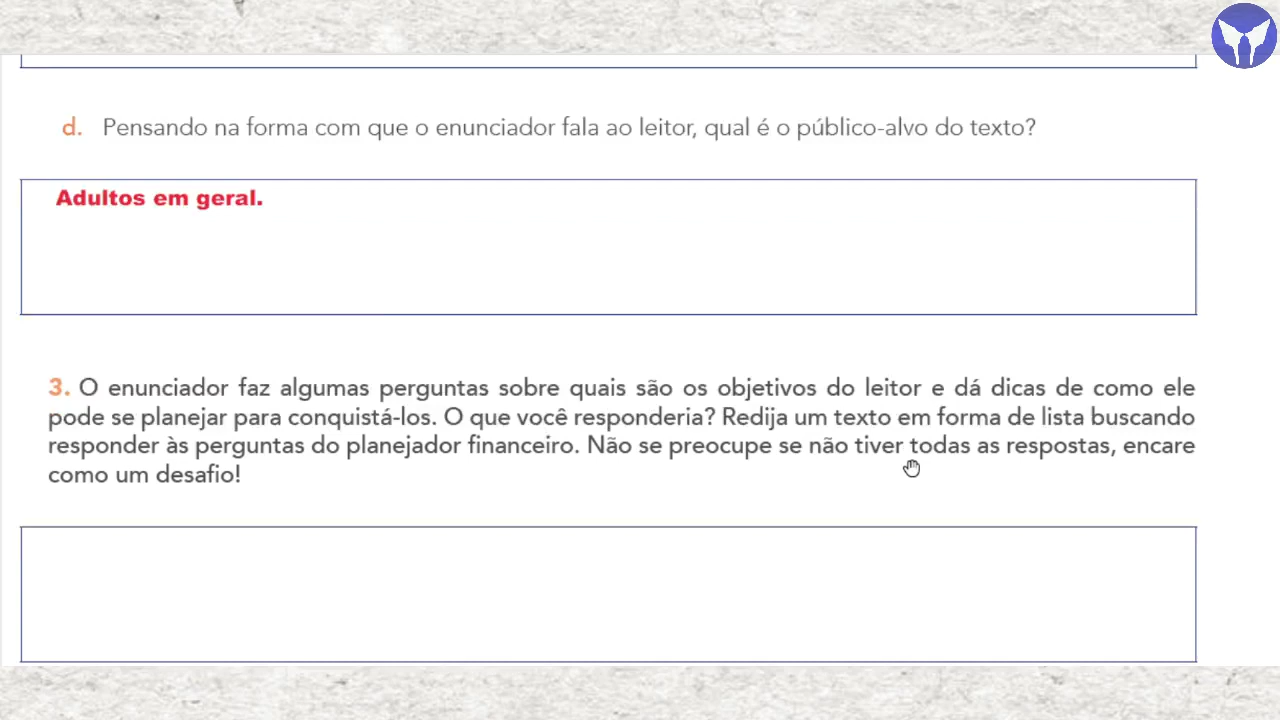 d. Pensando na forma com que o enunciador fala ao leitor, qual é o público-alvo do texto?
Adultos em geral.
3. O enunciador faz algumas perguntas sobre quais são os objetivos do leitor e dá dicas de como ele
pode se planejar para conquistá-los. O que você responderia? Redija um texto em forma de lista buscando
responder às perguntas do planejador financeiro. Não se preocupe se não tiver todas as respostas, encare
como um desafio!